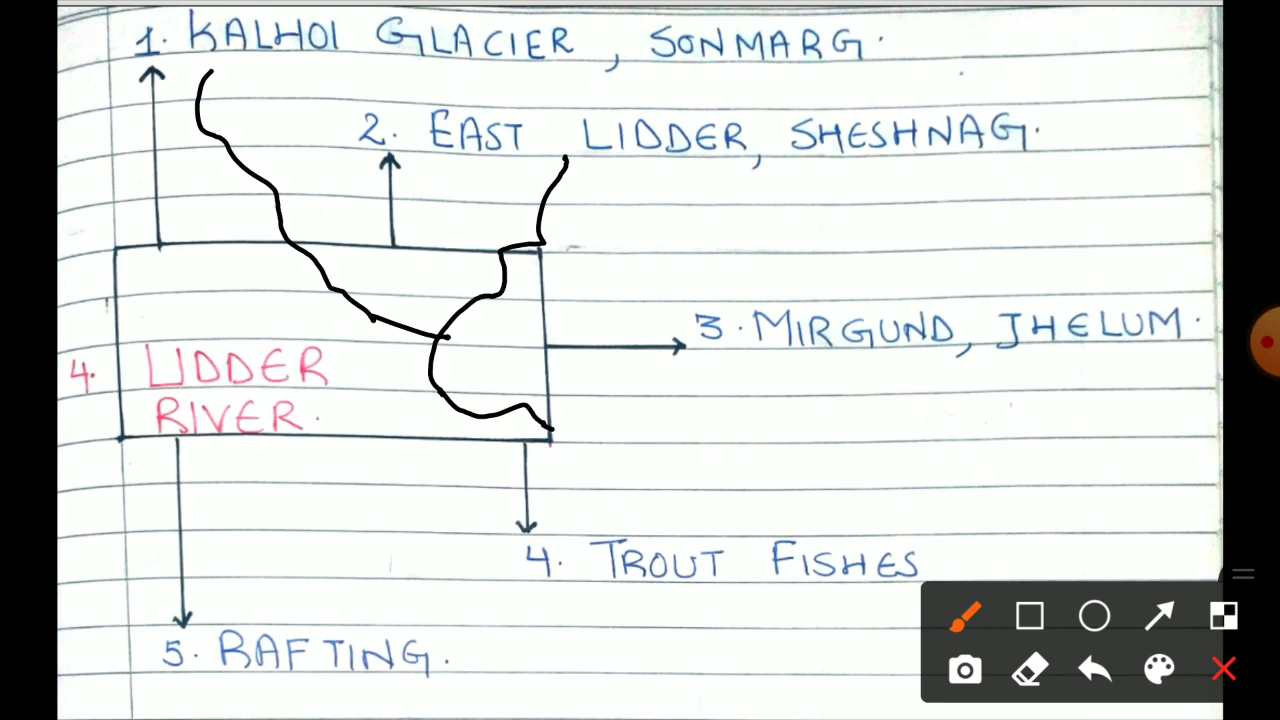 1. KALHOI GLACIER, SONMARG.
2. EAST LIDDER, SHESHNAG.
3. MIRGUND, JHELUM.
4. LIDDER
RIVER.
4. TROUT FISHES
5. RAFTING.